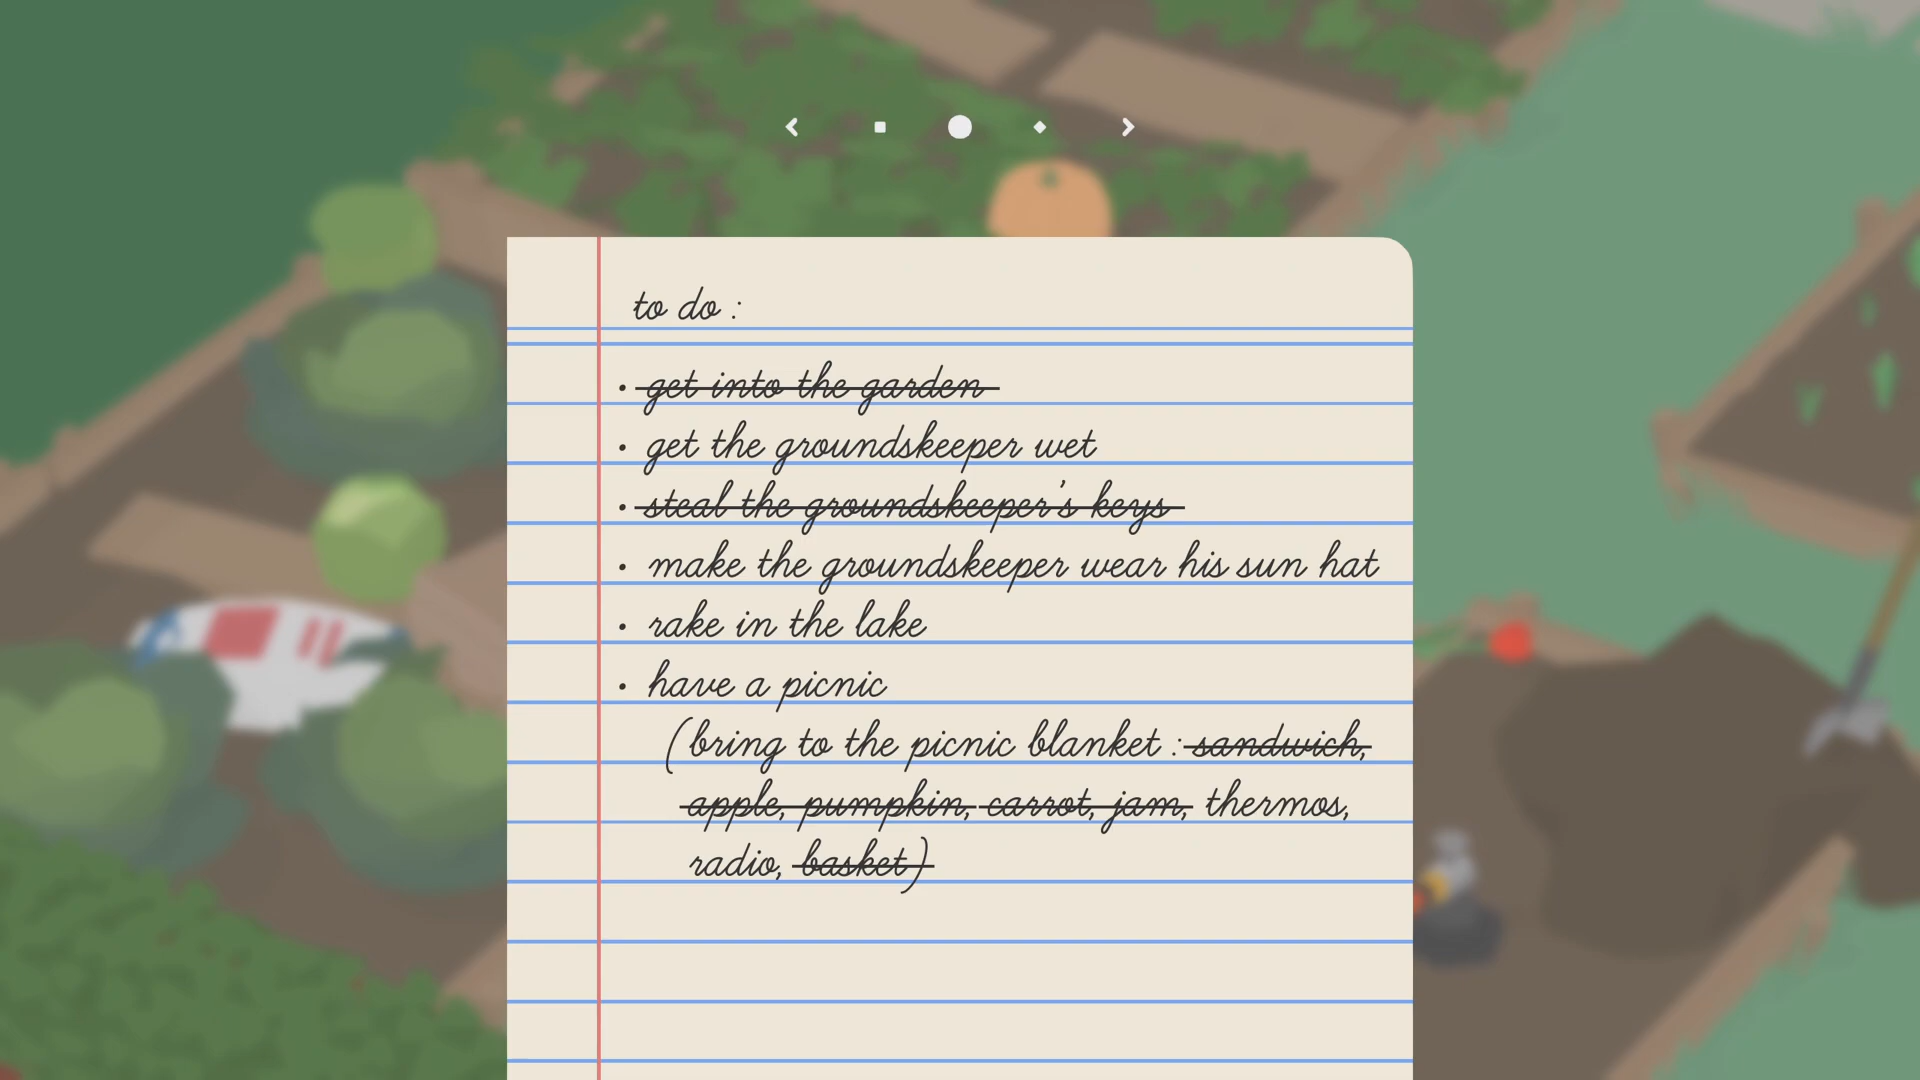 to do :
• get into the garden
• get the groundskeeper wet
• steal the groundskeeper's keys
• make the groundskeeper wear his sun hat
• rake in the lake
• have a picnic
(bring to the picnic blanket : sandwich,
apple, pumpkin, carrot, jam, thermos,
radio, basket)